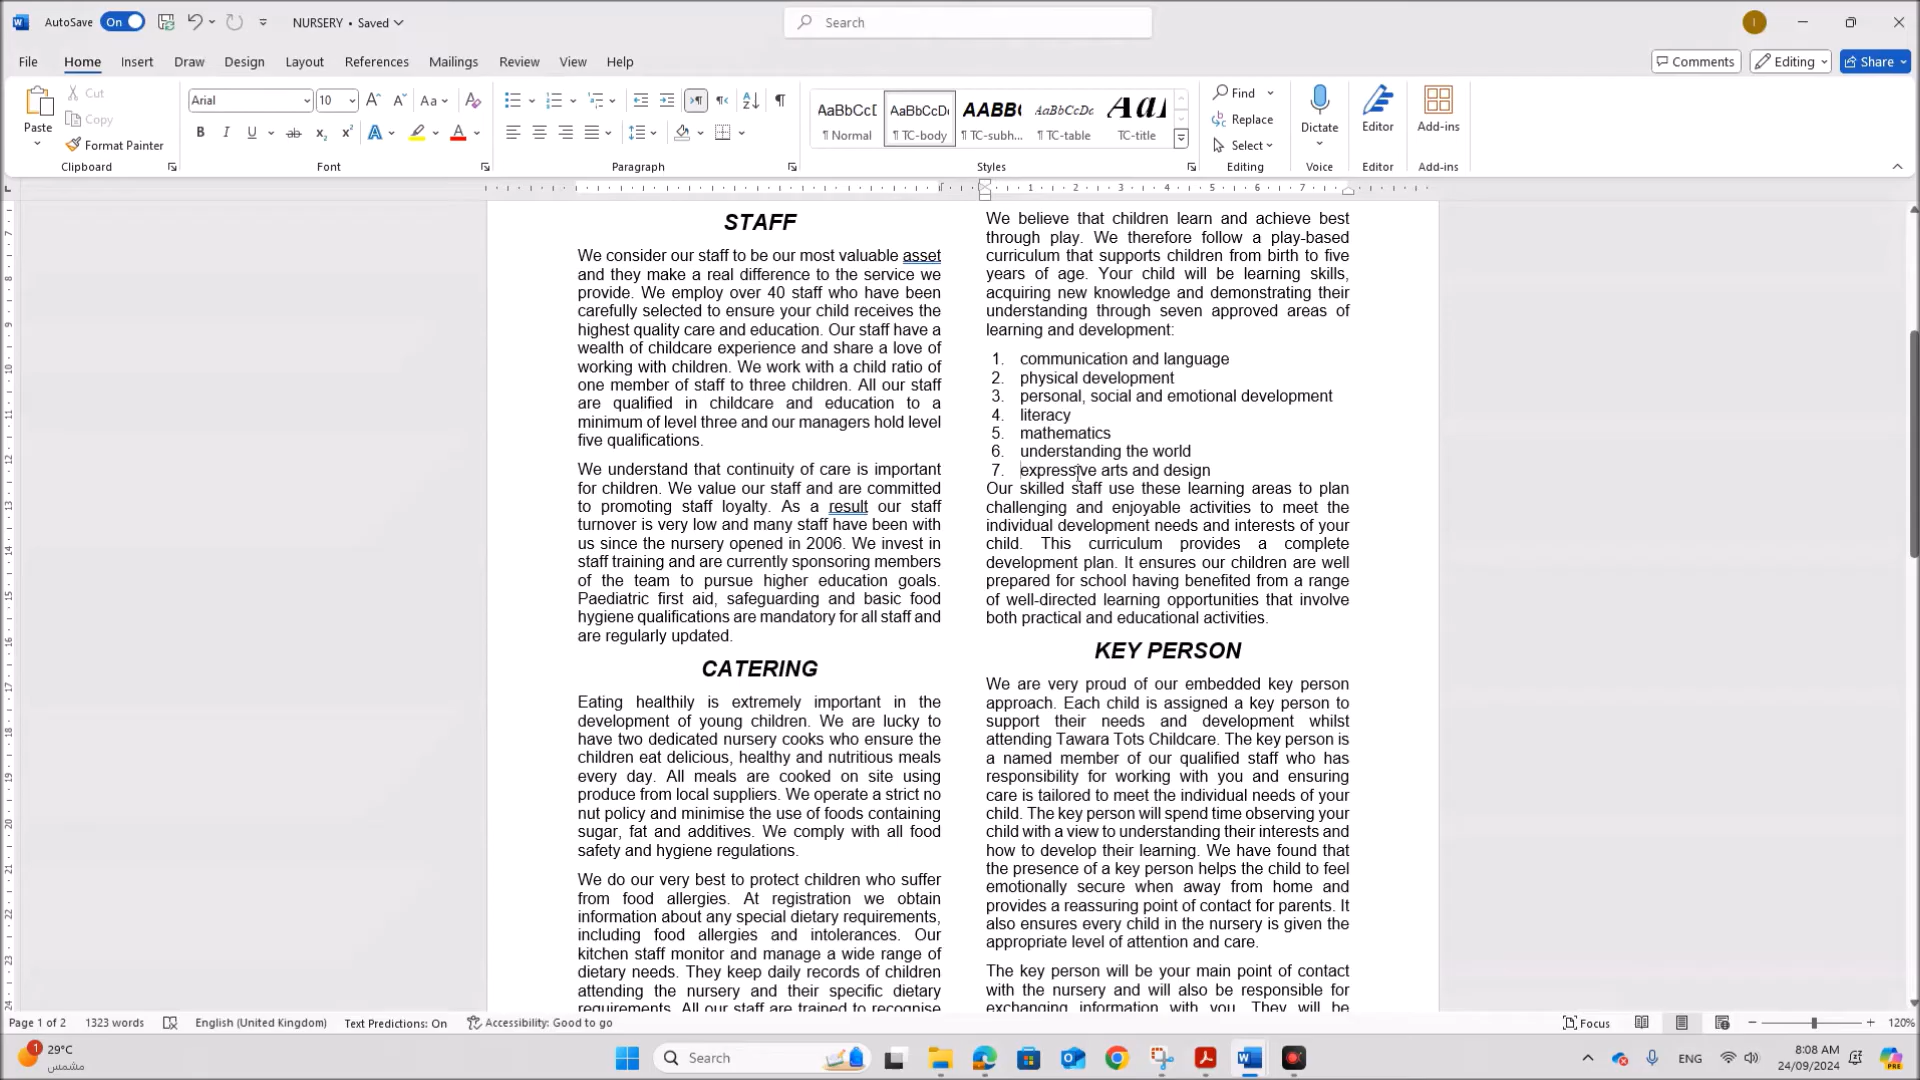 AutoSave On NURSERY • Saved Search I
File Home Insert Draw Design Layout References Mailings Review View Help Comments Editing Share
Paste Cut Copy Format Painter Clipboard
Arial 10 Font
Paragraph
AaBbCcD AaBbCcDc AABBC AaBbCcDc AaI
¶ Normal ¶ TC-body ¶ TC-subh... ¶ TC-table TC-title
Styles
Find Replace Select Editing
Dictate Voice
Editor Editor
Add-ins Add-ins
1 2 3 4 5 6 7
STAFF
We consider our staff to be our most valuable asset
and they make a real difference to the service we
provide. We employ over 40 staff who have been
carefully selected to ensure your child receives the
highest quality care and education. Our staff have a
wealth of childcare experience and share a love of
working with children. We work with a child ratio of
one member of staff to three children. All our staff
are qualified in childcare and education to a
minimum of level three and our managers hold level
five qualifications.
We understand that continuity of care is important
for children. We value our staff and are committed
to promoting staff loyalty. As a result our staff
turnover is very low and many staff have been with
us since the nursery opened in 2006. We invest in
staff training and are currently sponsoring members
of the team to pursue higher education goals.
Paediatric first aid, safeguarding and basic food
hygiene qualifications are mandatory for all staff and
are regularly updated.
CATERING
Eating healthily is extremely important in the
development of young children. We are lucky to
have two dedicated nursery cooks who ensure the
children eat delicious, healthy and nutritious meals
every day. All meals are cooked on site using
produce from local suppliers. We operate a strict no
nut policy and minimise the use of foods containing
sugar, fat and additives. We comply with all food
safety and hygiene regulations.
We do our very best to protect children who suffer
from food allergies. At registration we obtain
information about any special dietary requirements,
including food allergies and intolerances. Our
kitchen staff monitor and manage a wide range of
dietary needs. They keep daily records of children
attending the nursery and their specific dietary
requirements. All our staff are trained to recognise
We believe that children learn and achieve best
through play. We therefore follow a play-based
curriculum that supports children from birth to five
years of age. Your child will be learning skills,
acquiring new knowledge and demonstrating their
understanding through seven approved areas of
learning and development:
1. communication and language
2. physical development
3. personal, social and emotional development
4. literacy
5. mathematics
6. understanding the world
7. expressive arts and design
Our skilled staff use these learning areas to plan
challenging and enjoyable activities to meet the
individual development needs and interests of your
child. This curriculum provides a complete
development plan. It ensures our children are well
prepared for school having benefited from a range
of well-directed learning opportunities that involve
both practical and educational activities.
KEY PERSON
We are very proud of our embedded key person
approach. Each child is assigned a key person to
support their needs and development whilst
attending Tawara Tots Childcare. The key person is
a named member of our qualified staff who has
responsibility for working with you and ensuring
care is tailored to meet the individual needs of your
child. The key person will spend time observing your
child with a view to understanding their interests and
how to develop their learning. We have found that
the presence of a key person helps the child to feel
emotionally secure when away from home and
provides a reassuring point of contact for parents. It
also ensures every child in the nursery is given the
appropriate level of attention and care.
The key person will be your main point of contact
with the nursery and will also be responsible for
exchanging information with you. They will be
Page 1 of 2 1323 words English (United Kingdom) Text Predictions: On Accessibility: Good to go Focus 120%
1 29°C
مشمس
Search
ENG
8:08 AM
24/09/2024
PRE